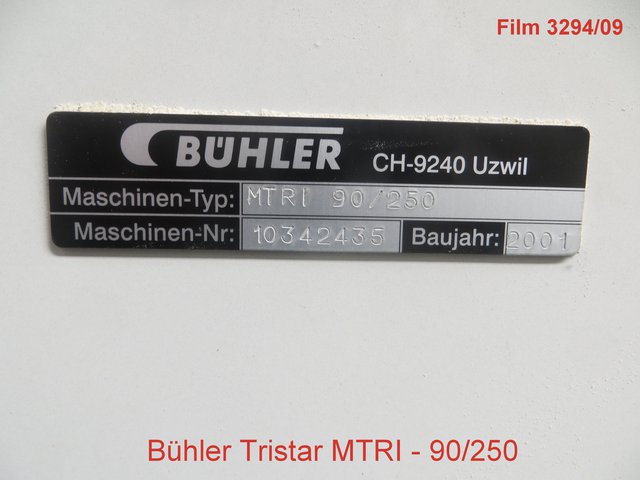 Film 3294/09
BÜHLER CH-9240 Uzwil
Maschinen-Typ: MTRI 90/250
Maschinen-Nr: 10342435 Baujahr: 2001
Bühler Tristar MTRI - 90/250